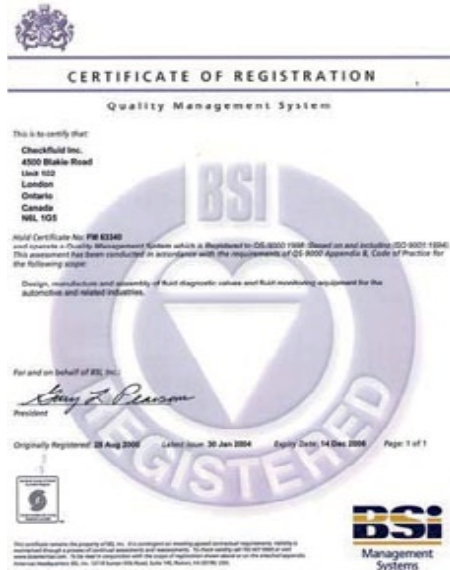 CERTIFICATE OF REGISTRATION
Quality Management System
This is to certify that:
Checkfluid Inc.
4500 Blakie Road
Unit 102
London
Ontario
Canada
N6L 1G5
Hold Certificate No: FM 63340
and operate a Quality Management System which is Registered to QS-9000:1998 (Based on and including ISO 9001:1994)
This assessment has been conducted in accordance with the requirements of QS-9000 Appendix B, Code of Practice for
the following scope:
Design, manufacture and assembly of fluid diagnostic valves and fluid monitoring equipment for the
automotive and related industries.
BSI
REGISTERED
For and on behalf of BSI, Inc.:
President
Originally Registered: 28 Aug 2000 Latest Issue: 30 Jan 2004 Expiry Date: 14 Dec 2006 Page: 1 of 1
BSi
Management
Systems